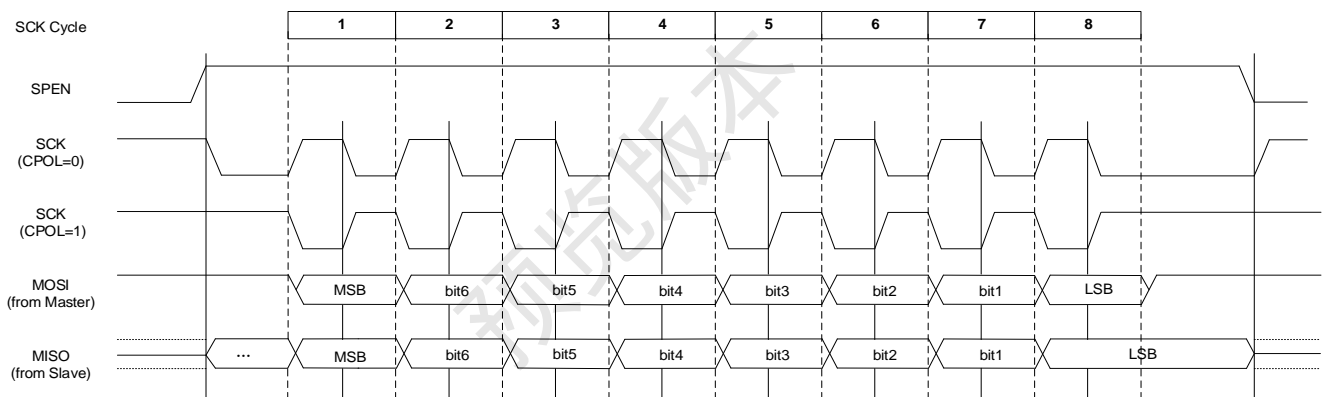 SCK Cycle 1 2 3 4 5 6 7 8
SPEN
SCK
(CPOL=0)
SCK
(CPOL=1)
MOSI
(from Master)
MSB bit6 bit5 bit4 bit3 bit2 bit1 LSB
MISO
(from Slave)
... MSB bit6 bit5 bit4 bit3 bit2 bit1 LSB
预览版本